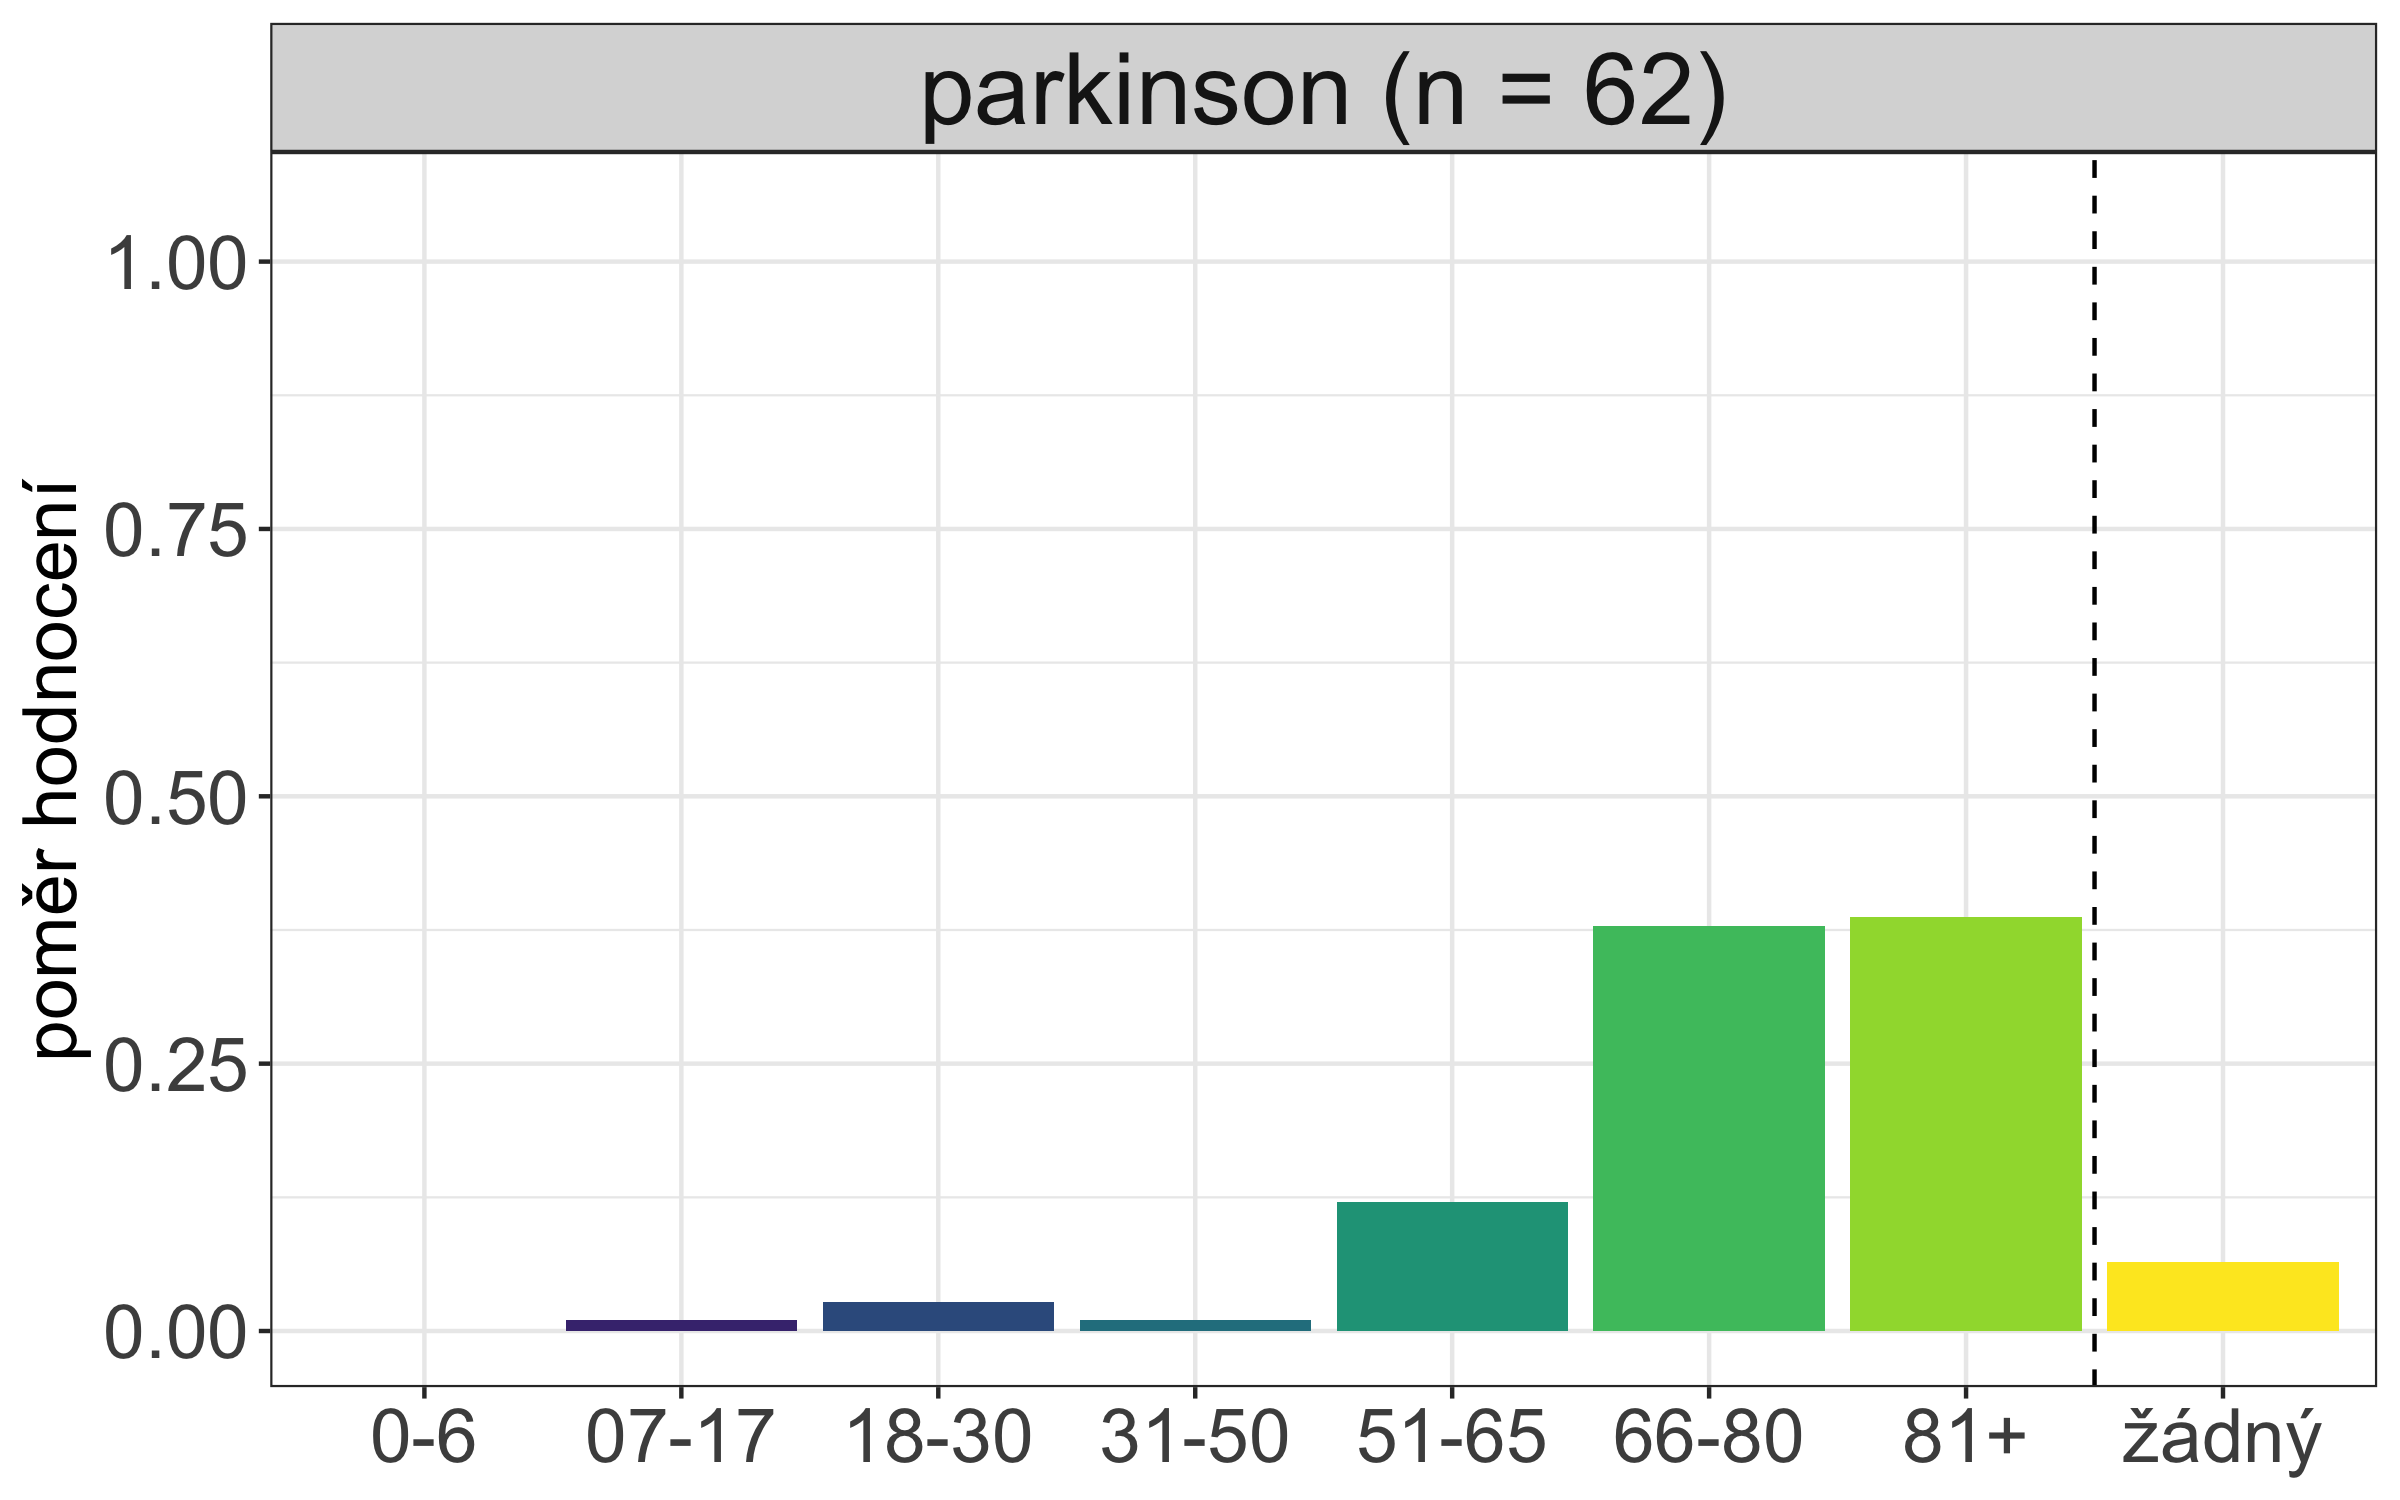 parkinson (n = 62)
poměr hodnocení
1.00
0.75
0.50
0.25
0.00
0-6 07-17 18-30 31-50 51-65 66-80 81+ žádný